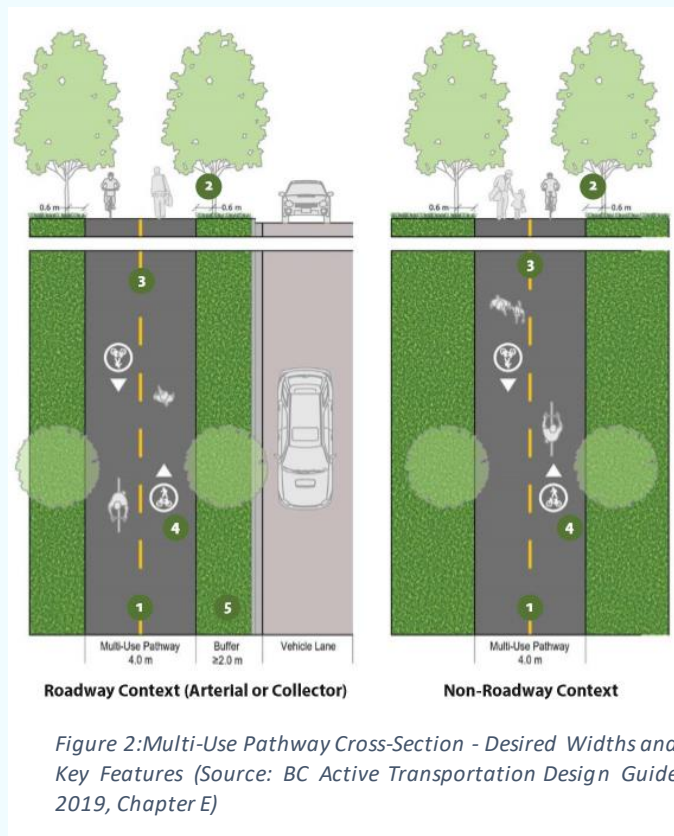 2
2
0.6 m
0.6 m
0.6 m
0.6 m
3
3
4
4
1
5
1
Multi-Use Pathway
4.0 m
Buffer
≥2.0 m
Vehicle Lane
Multi-Use Pathway
4.0 m
Roadway Context (Arterial or Collector)
Non-Roadway Context
Figure 2:Multi-Use Pathway Cross-Section - Desired Widths and
Key Features (Source: BC Active Transportation Design Guide
2019, Chapter E)